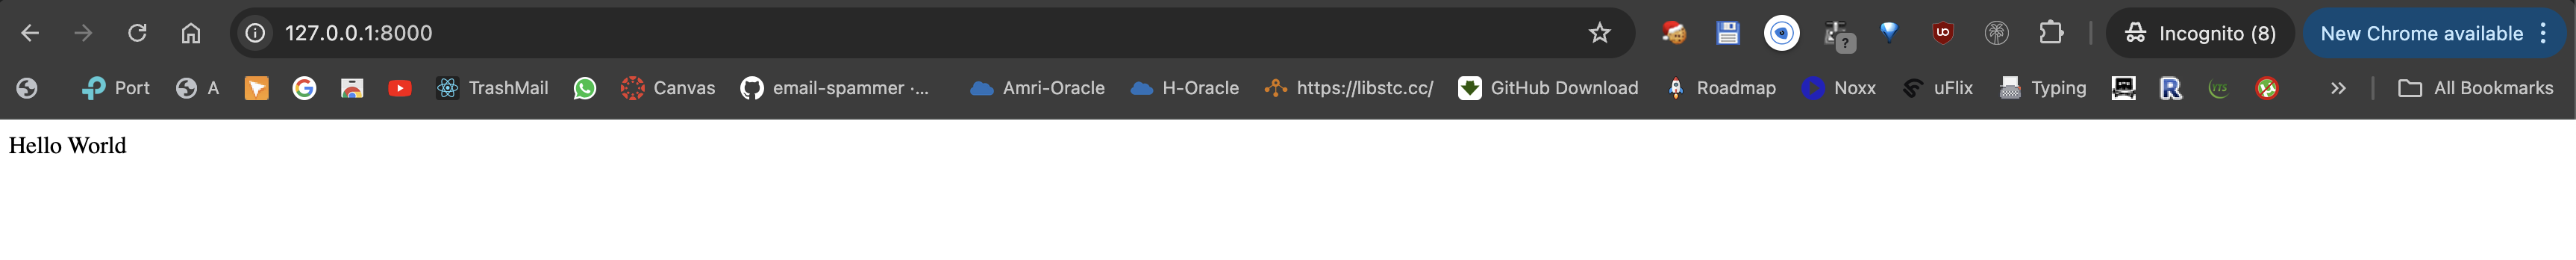 127.0.0.1:8000
Incognito (8)
New Chrome available
Port
A
TrashMail
Canvas
email-spammer ·...
Amri-Oracle
H-Oracle
https://libstc.cc/
GitHub Download
Roadmap
Noxx
uFlix
Typing
R
YTS
»
All Bookmarks
Hello World